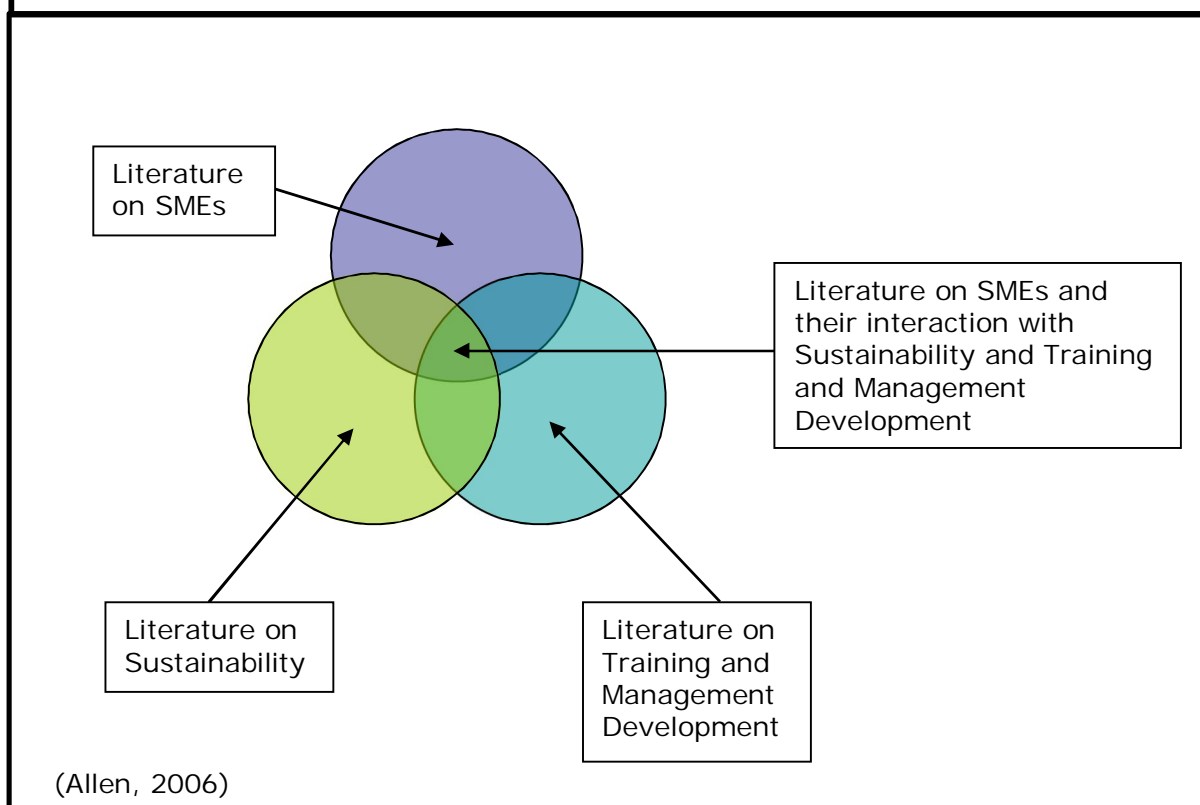 Literature
on SMEs
Literature on SMEs and
their interaction with
Sustainability and Training
and Management
Development
Literature on
Sustainability
Literature on
Training and
Management
Development
(Allen, 2006)